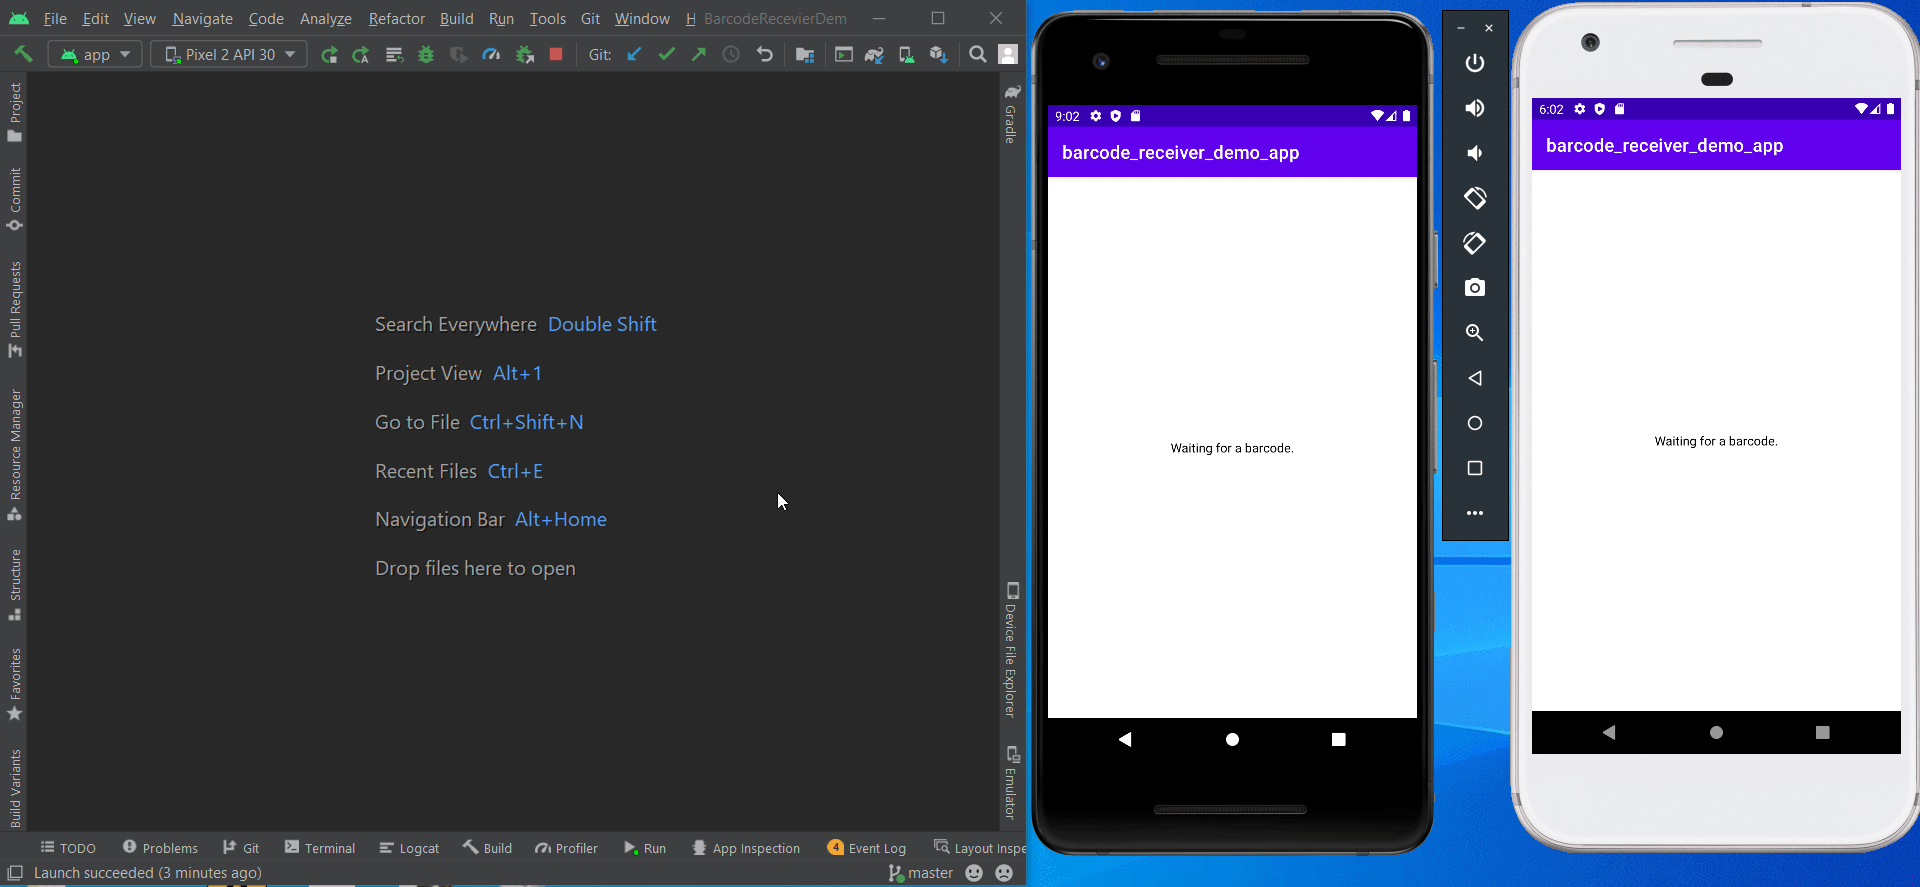 File Edit View Navigate Code Analyze Refactor Build Run Tools Git Window H BarcodeRecevierDem
app Pixel 2 API 30 Git:
Project
Commit
Pull Requests
Resource Manager
Structure
Favorites
Build Variants
Search Everywhere Double Shift
Project View Alt+1
Go to File Ctrl+Shift+N
Recent Files Ctrl+E
Navigation Bar Alt+Home
Drop files here to open
Gradle
Device File Explorer
Emulator
TODO Problems Git Terminal Logcat Build Profiler Run App Inspection 4 Event Log Layout Inspe
Launch succeeded (3 minutes ago) master
9:02
barcode_receiver_demo_app
Waiting for a barcode.
6:02
barcode_receiver_demo_app
Waiting for a barcode.